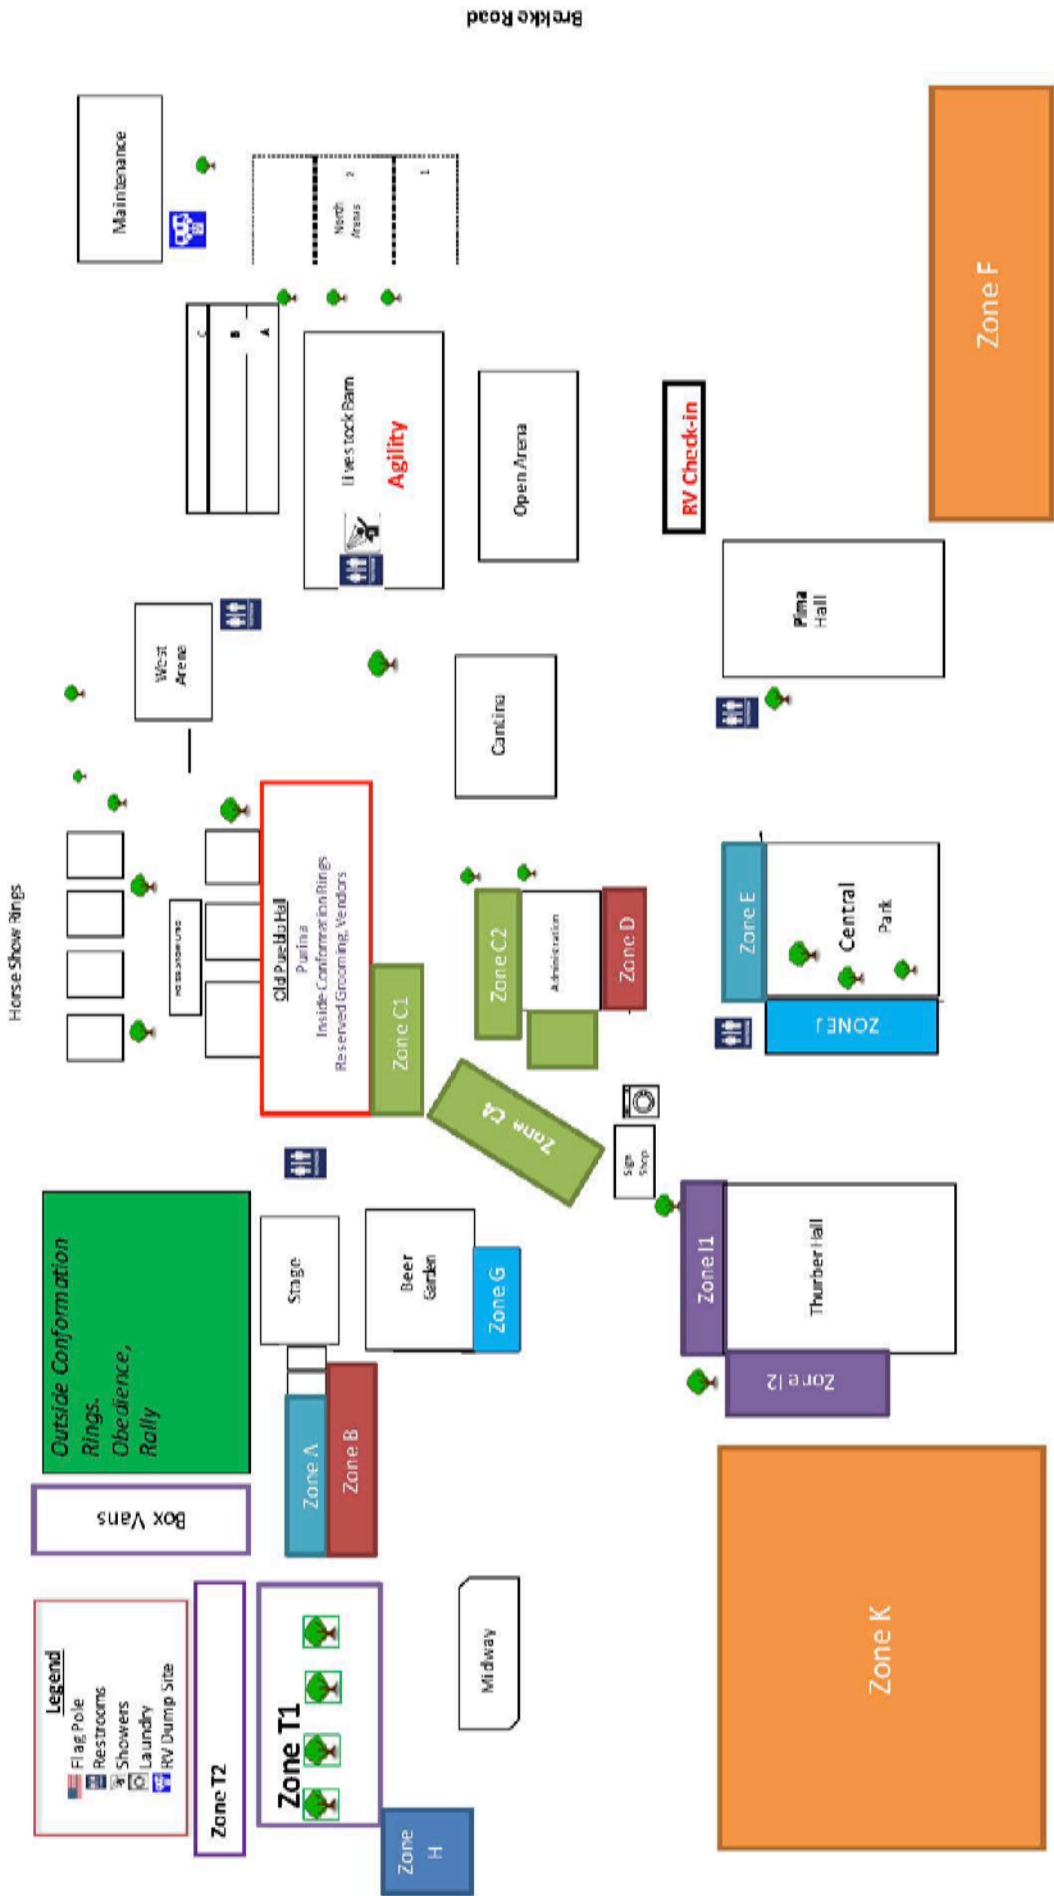 Brekke Road
Horse Show Rings
Maintenance
North
Arenas
2
1
C
B
A
Livestock Barn
Agility
Open Arena
RV Check-in
Zone F
West
Arena
Cantina
Pima
Hall
Old Pueblo Hall
Purina
Inside Conformation Rings
Reserved Grooming, Vendors
Zone C1
Zone C2
Administration
Zone D
Zone E
Central
Park
ZONE J
Zone C4
Sign
Shop
Outside Conformation
Rings.
Obedience,
Rally
Stage
Beer
Garden
Zone G
Zone I1
Thurber Hall
Zone I2
Box Vans
Zone A
Zone B
Legend
Flag Pole
Restrooms
Showers
Laundry
RV Dump Site
Zone T2
Zone T1
Zone
H
Midway
Zone K